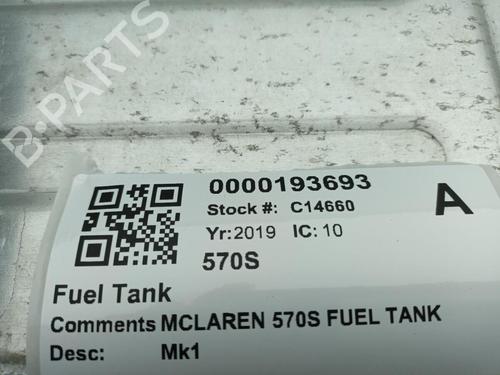 B-PARTS
0000193693
A
Stock #: C14660
Yr:2019 IC: 10
570S
Fuel Tank
Comments MCLAREN 570S FUEL TANK
Desc: Mk1